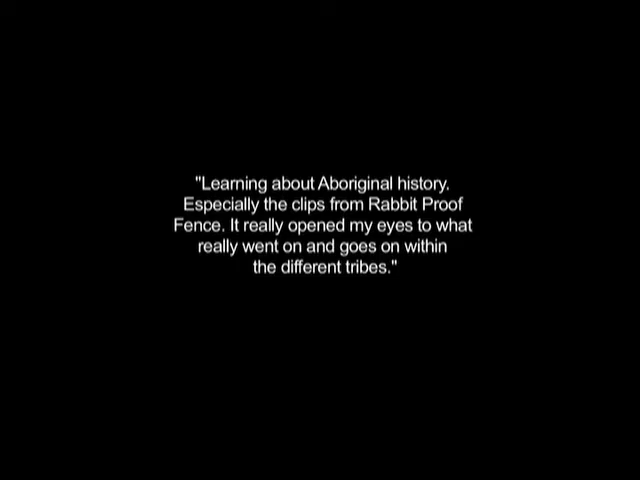 "Learning about Aboriginal history.
Especially the clips from Rabbit Proof
Fence. It really opened my eyes to what
really went on and goes on within
the different tribes."